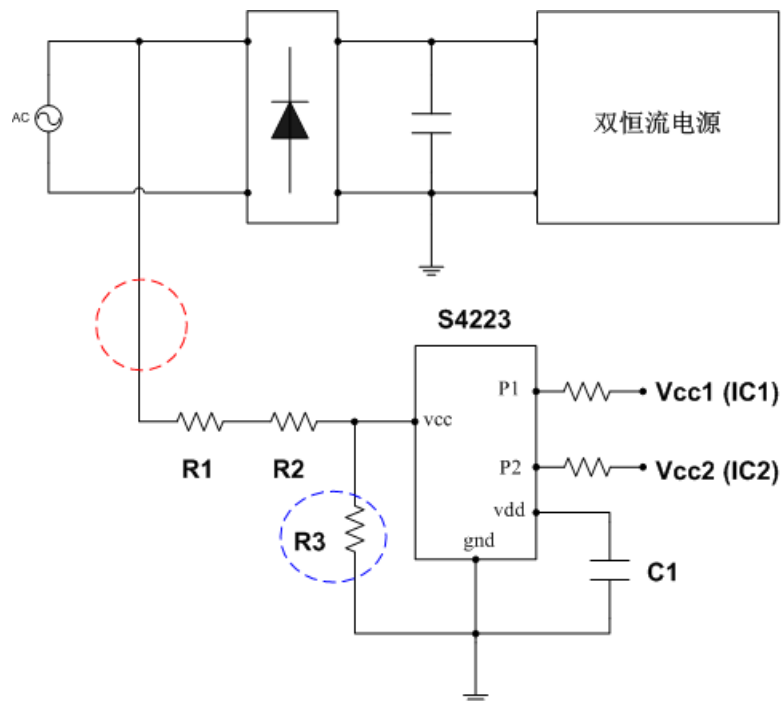 AC
双恒流电源
S4223
P1
Vcc1 (IC1)
vcc
R1
R2
P2
Vcc2 (IC2)
vdd
R3
gnd
C1